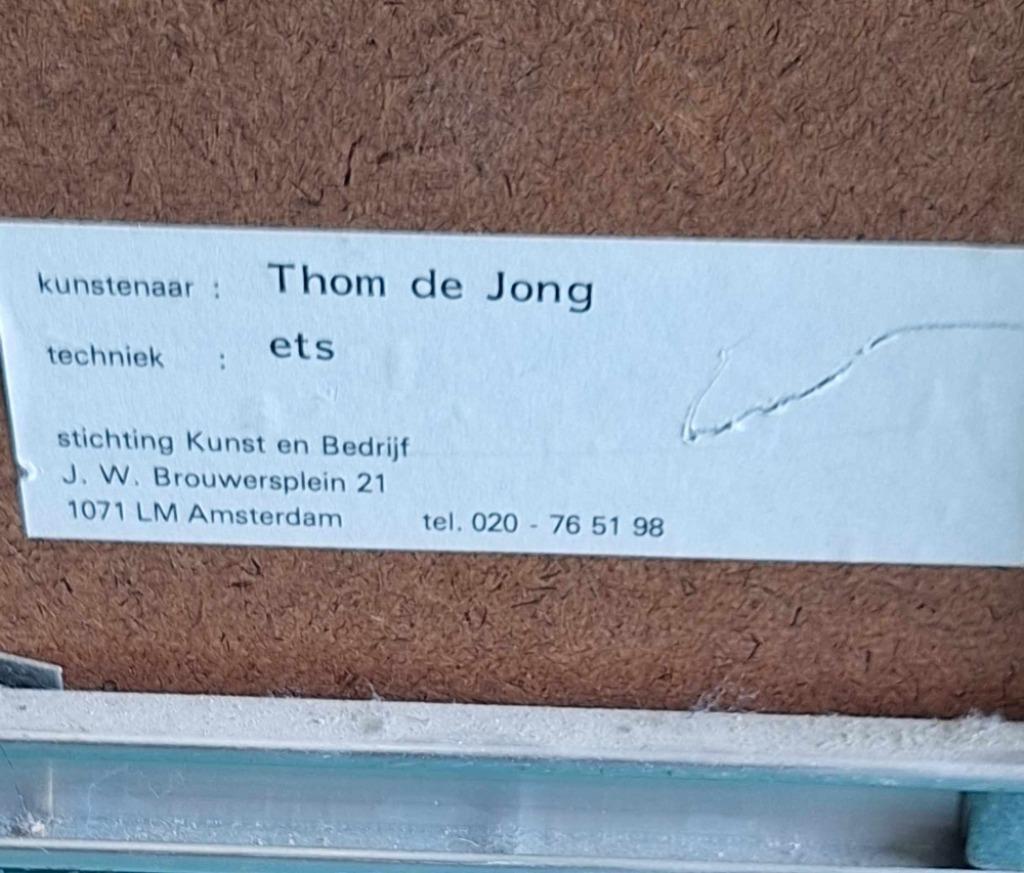 kunstenaar : Thom de Jong
techniek : ets
stichting Kunst en Bedrijf
J. W. Brouwersplein 21
1071 LM Amsterdam tel. 020 - 76 51 98